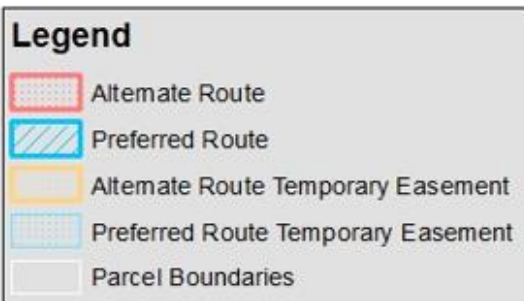 Legend
Alternate Route
Preferred Route
Alternate Route Temporary Easement
Preferred Route Temporary Easement
Parcel Boundaries